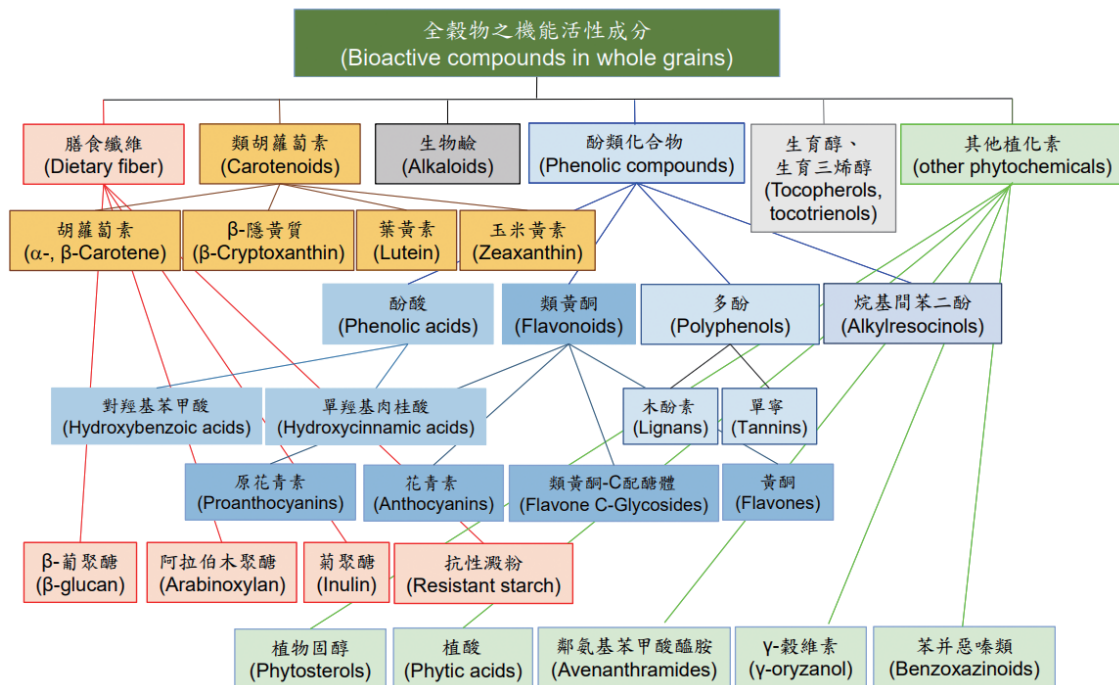 全穀物之機能活性成分
(Bioactive compounds in whole grains)
膳食纖維
(Dietary fiber)
類胡蘿蔔素
(Carotenoids)
生物鹼
(Alkaloids)
酚類化合物
(Phenolic compounds)
生育醇、
生育三烯醇
(Tocopherols,
tocotrienols)
其他植化素
(other phytochemicals)
胡蘿蔔素
(α-, β-Carotene)
β-隱黃質
(β-Cryptoxanthin)
葉黃素
(Lutein)
玉米黃素
(Zeaxanthin)
酚酸
(Phenolic acids)
類黃酮
(Flavonoids)
多酚
(Polyphenols)
烷基間苯二酚
(Alkylresocinols)
對羥基苯甲酸
(Hydroxybenzoic acids)
單羥基肉桂酸
(Hydroxycinnamic acids)
木酚素
(Lignans)
單寧
(Tannins)
原花青素
(Proanthocyanins)
花青素
(Anthocyanins)
類黃酮-C配醣體
(Flavone C-Glycosides)
黃酮
(Flavones)
β-葡聚醣
(β-glucan)
阿拉伯木聚醣
(Arabinoxylan)
菊聚醣
(Inulin)
抗性澱粉
(Resistant starch)
植物固醇
(Phytosterols)
植酸
(Phytic acids)
鄰氨基苯甲酸醯胺
(Avenanthramides)
γ-穀維素
(γ-oryzanol)
苯并惡嗪類
(Benzoxazinoids)